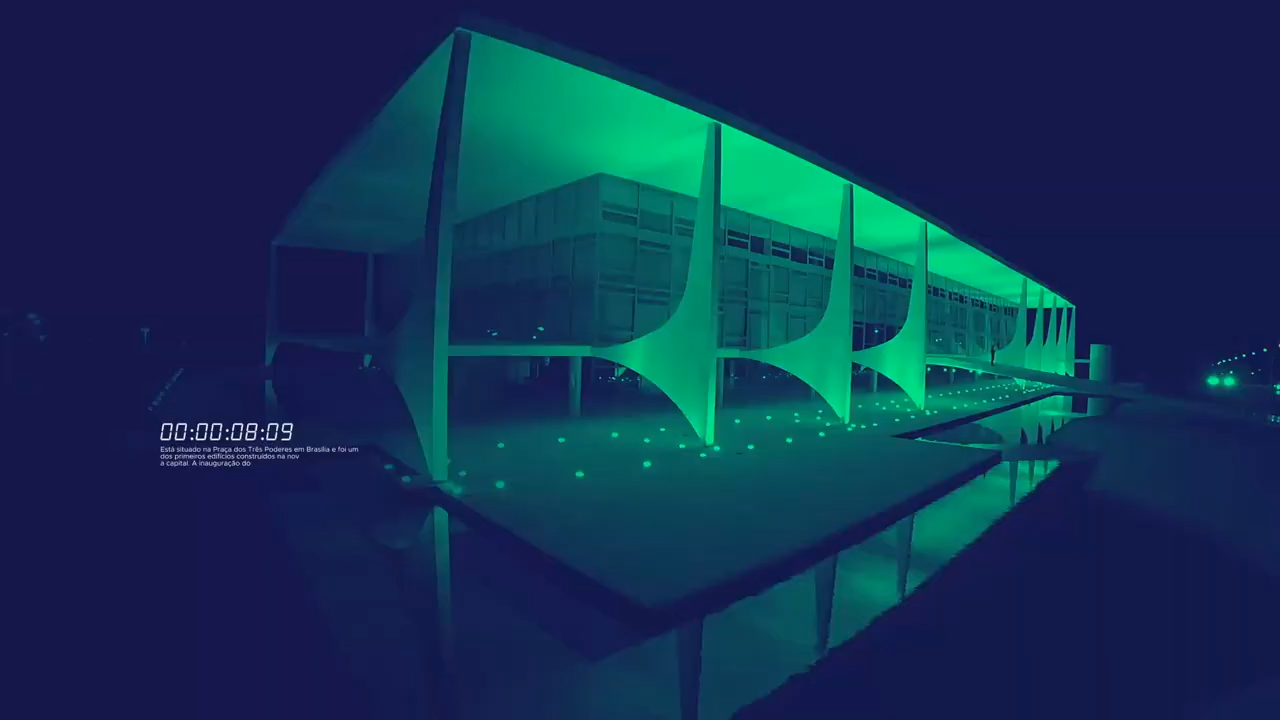 00:00:08:09
Está situado na Praça dos Três Poderes em Brasília e foi um
dos primeiros edifícios construídos na nov
a capital. A inauguração do